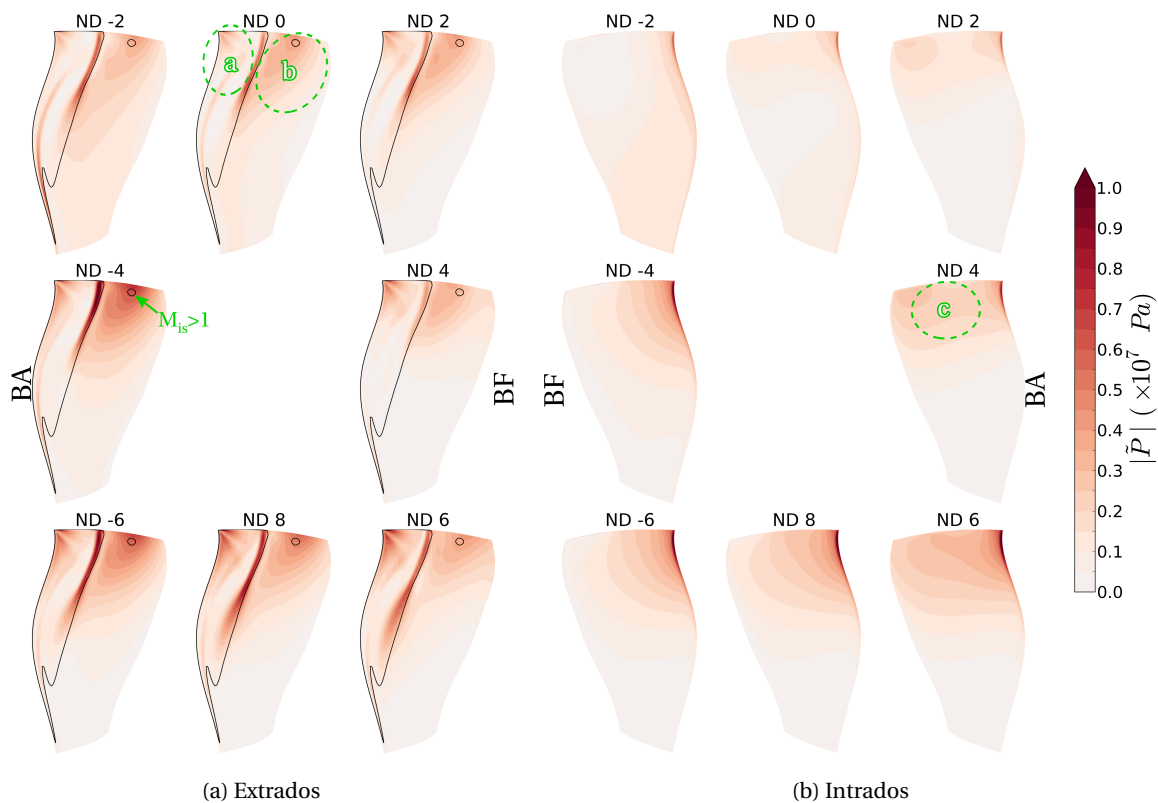 ND -2
ND 0
ND 2
ND -2
ND 0
ND 2
a
b
1.0
0.9
0.8
0.7
0.6
0.5
0.4
0.3
0.2
0.1
0.0
|P̃| ( ×10⁷ Pa)
ND -4
ND 4
ND -4
ND 4
M_is>1
c
BA
BF
BF
BA
ND -6
ND 8
ND 6
ND -6
ND 8
ND 6
(a) Extrados
(b) Intrados